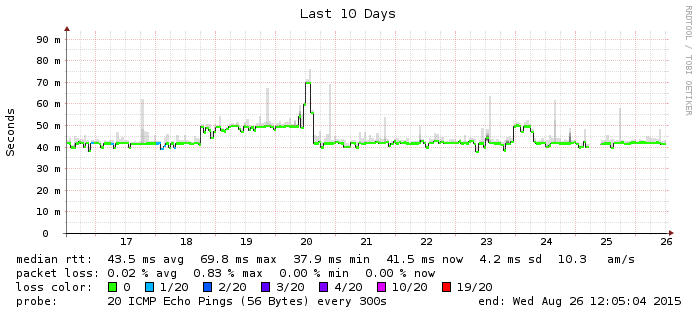 Last 10 Days
RRDTOOL / TOBI OETIKER
Seconds
90 m
80 m
70 m
60 m
50 m
40 m
30 m
20 m
10 m
0
17 18 19 20 21 22 23 24 25 26
median rtt: 43.5 ms avg 69.8 ms max 37.9 ms min 41.5 ms now 4.2 ms sd 10.3 am/s
packet loss: 0.02 % avg 0.83 % max 0.00 % min 0.00 % now
loss color: 0 1/20 2/20 3/20 4/20 10/20 19/20
probe: 20 ICMP Echo Pings (56 Bytes) every 300s end: Wed Aug 26 12:05:04 2015